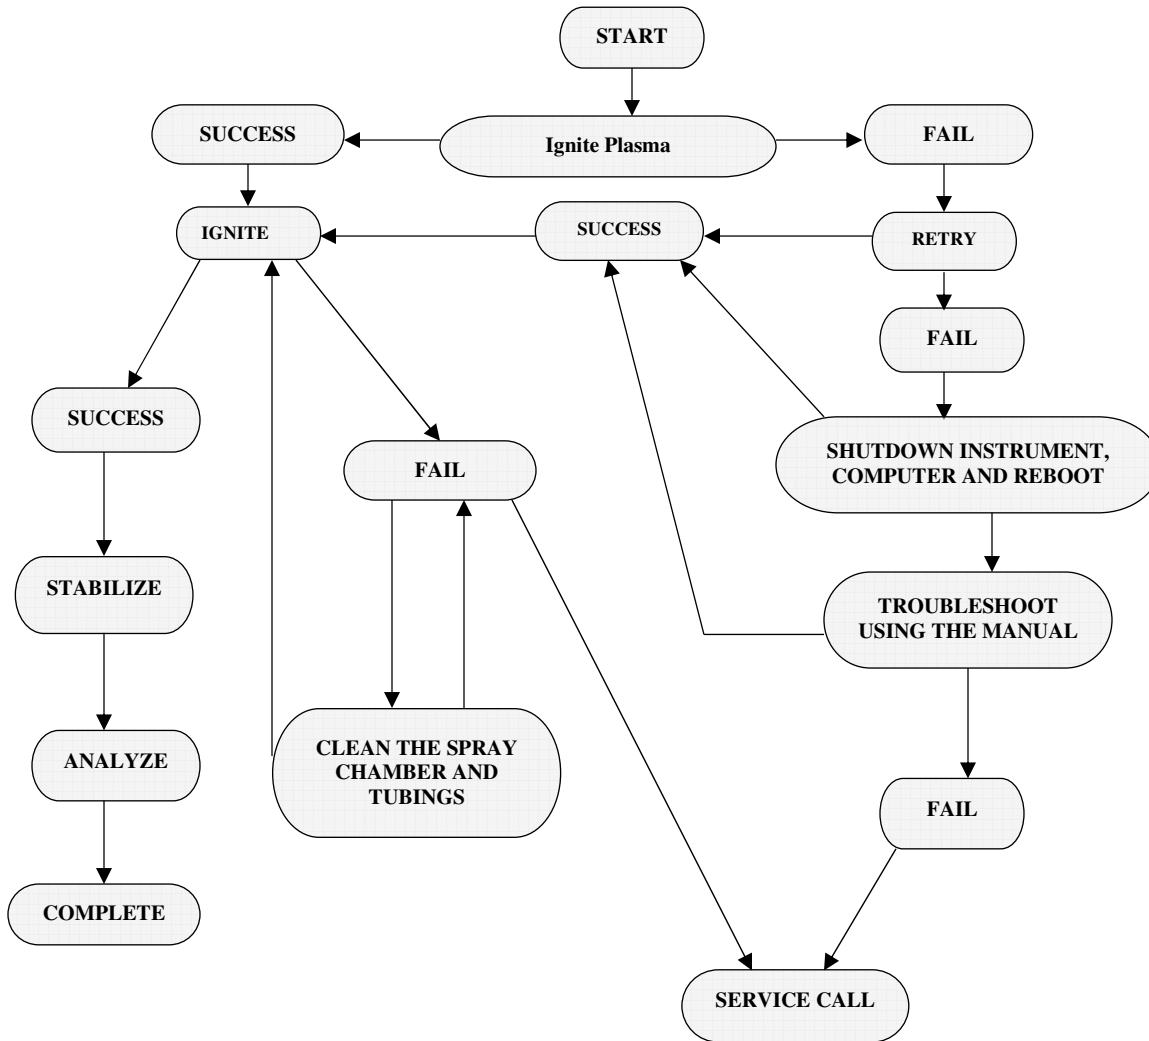 START
SUCCESS
Ignite Plasma
FAIL
IGNITE
SUCCESS
RETRY
FAIL
SUCCESS
FAIL
SHUTDOWN INSTRUMENT,
COMPUTER AND REBOOT
STABILIZE
TROUBLESHOOT
USING THE MANUAL
ANALYZE
CLEAN THE SPRAY
CHAMBER AND
TUBINGS
FAIL
COMPLETE
SERVICE CALL